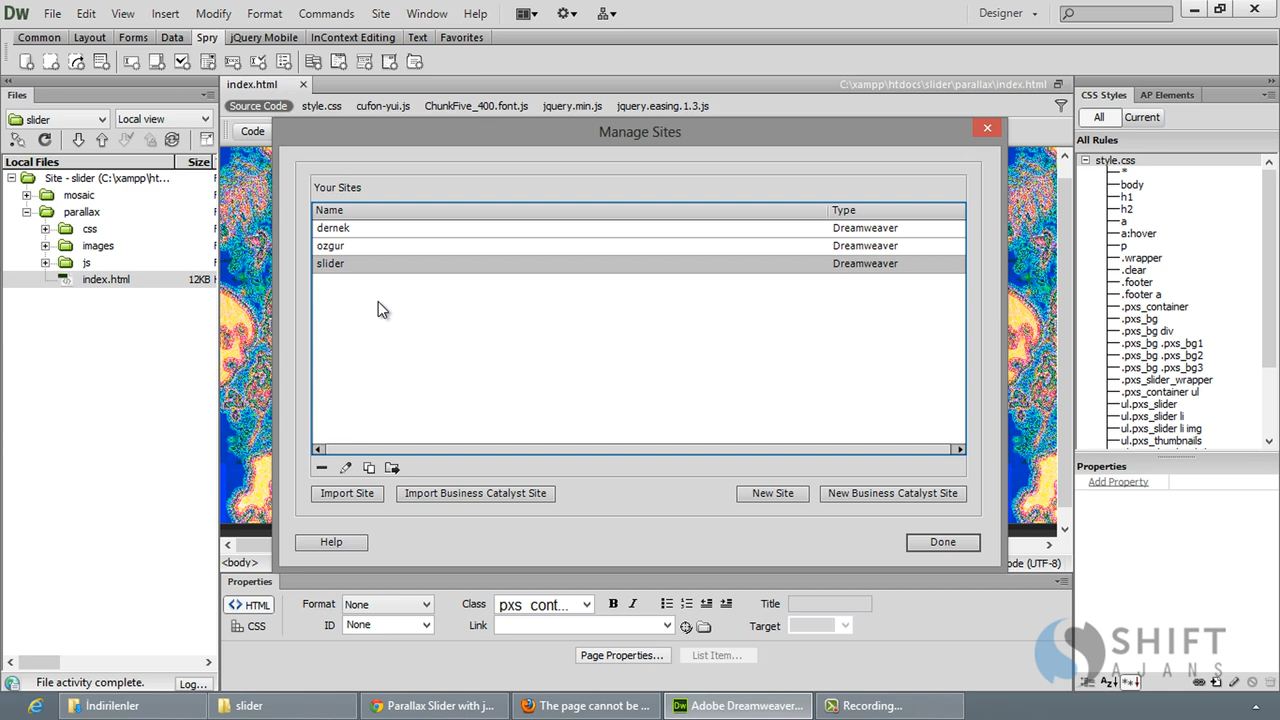 Dw File Edit View Insert Modify Format Commands Site Window Help Designer
Common Layout Forms Data Spry jQuery Mobile InContext Editing Text Favorites
Files
index.html
C:\xampp\htdocs\slider\parallax\index.html
CSS Styles AP Elements
slider Local view
Source Code style.css cufon-yui.js ChunkFive_400.font.js jquery.min.js jquery.easing.1.3.js
All Current
Code
Manage Sites
All Rules
Local Files Size
Site - slider (C:\xampp\ht... F
mosaic F
parallax F
css F
images F
js F
index.html 12KB F
Your Sites
Name Type
dernek Dreamweaver
ozgur Dreamweaver
slider Dreamweaver
Import Site Import Business Catalyst Site New Site New Business Catalyst Site
Help Done
style.css
*
body
h1
h2
a
a:hover
p
.wrapper
.clear
.footer
.footer a
.pxs_container
.pxs_bg
.pxs_bg div
.pxs_bg .pxs_bg1
.pxs_bg .pxs_bg2
.pxs_bg .pxs_bg3
.pxs_slider_wrapper
.pxs_container ul
ul.pxs_slider
ul.pxs_slider li
ul.pxs_slider li img
ul.pxs_thumbnails
Properties
Add Property
<body>
ode (UTF-8)
Properties
HTML Format None Class pxs_cont... B I Title
CSS ID None Link Target
Page Properties... List Item...
File activity complete. Log...
SHIFT
AJANS
İndirilenler slider Parallax Slider with j... The page cannot be ... Adobe Dreamweaver... Recording...